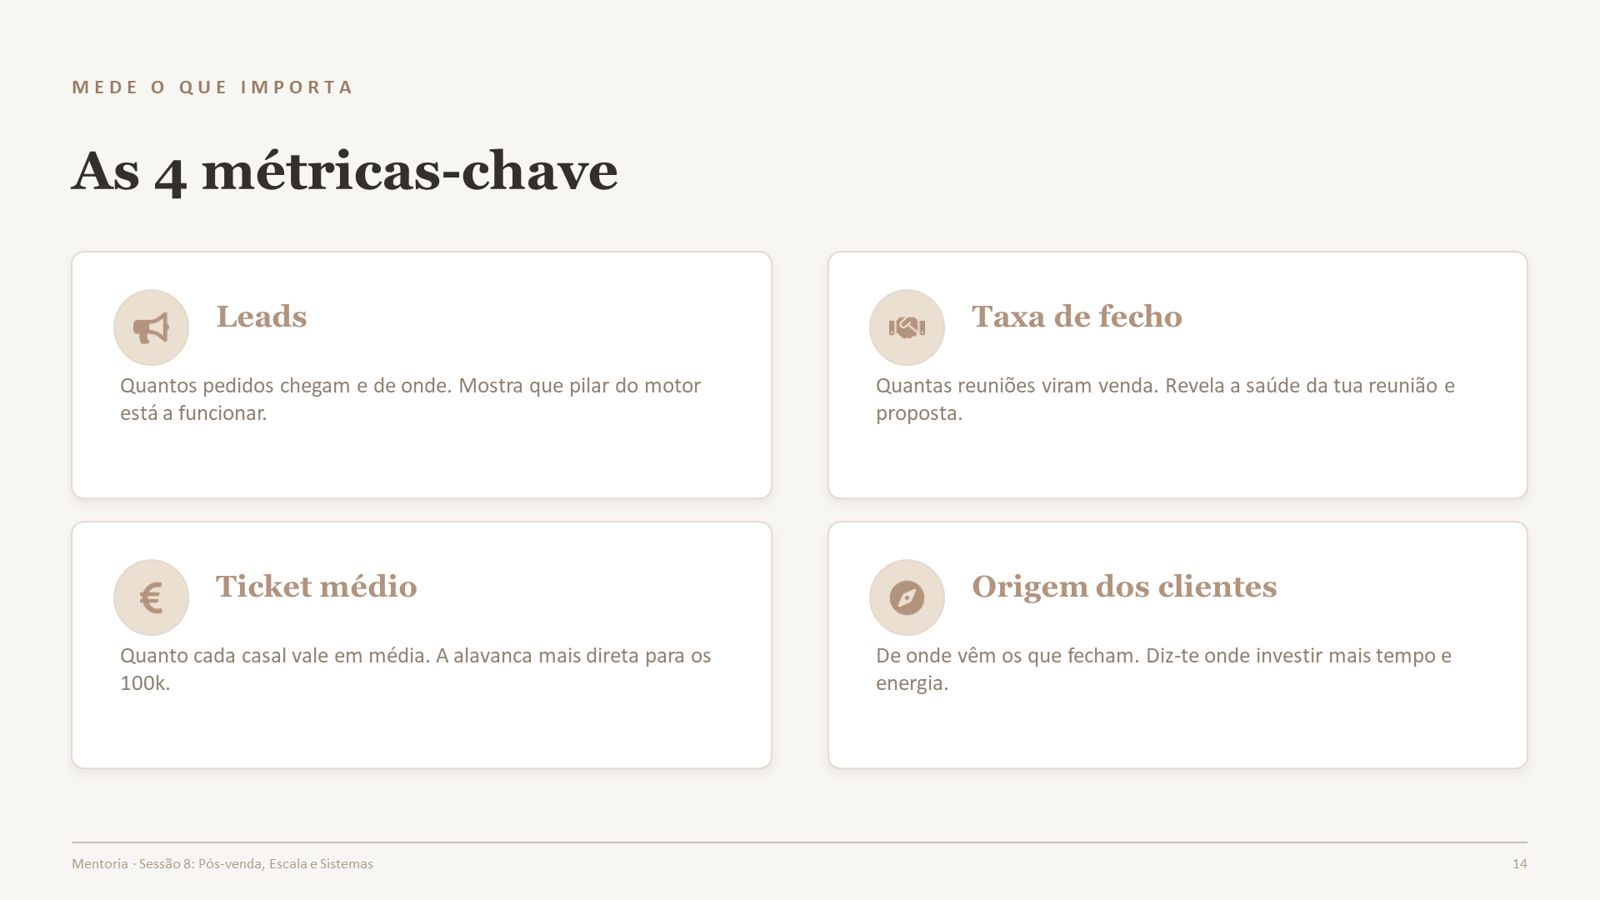 MEDE O QUE IMPORTA
As 4 métricas-chave
Leads
Quantos pedidos chegam e de onde. Mostra que pilar do motor
está a funcionar.
Taxa de fecho
Quantas reuniões viram venda. Revela a saúde da tua reunião e
proposta.
Ticket médio
Quanto cada casal vale em média. A alavanca mais direta para os
100k.
Origem dos clientes
De onde vêm os que fecham. Diz-te onde investir mais tempo e
energia.
Mentoria · Sessão 8: Pós-venda, Escala e Sistemas
14